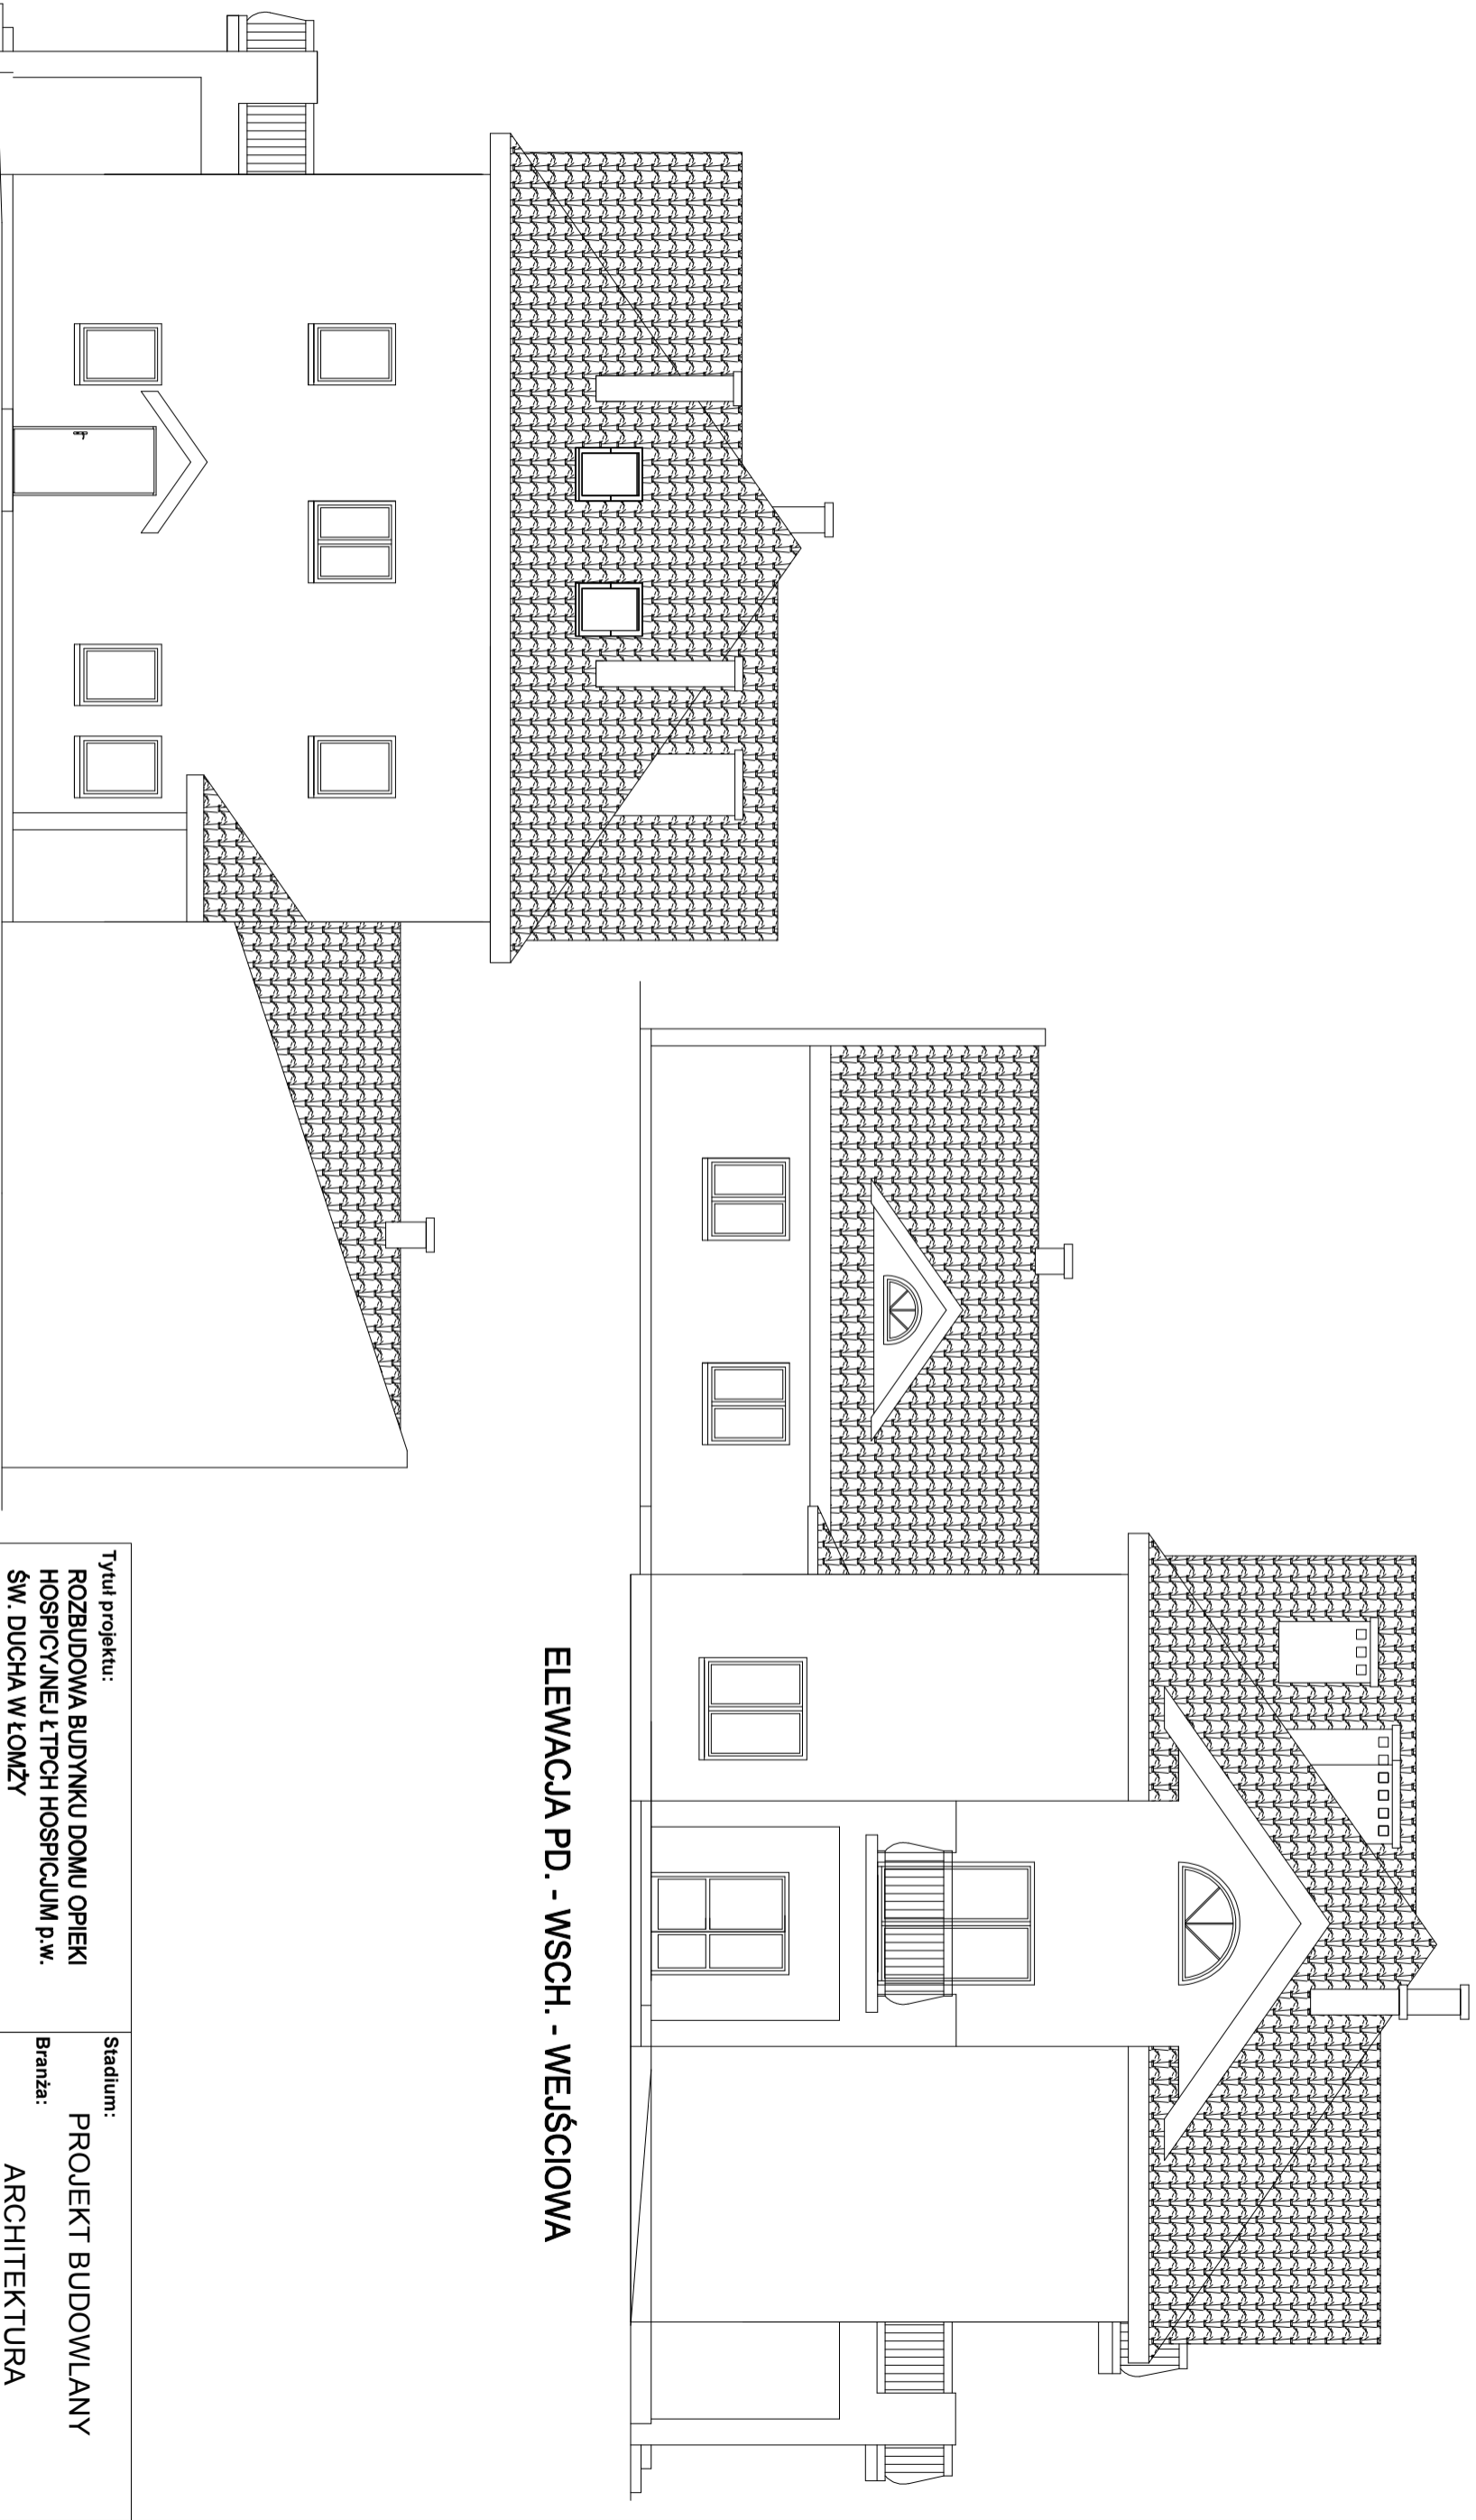 ELEWACJA PD. - WSCH. - WEJŚCIOWA
Tytuł projektu:
ROZBUDOWA BUDYNKU DOMU OPIEKI
HOSPICYJNEJ ŁTPCH HOSPICJUM p.w.
ŚW. DUCHA W ŁOMŻY
Stadium:
PROJEKT BUDOWLANY
Branża:
ARCHITEKTURA